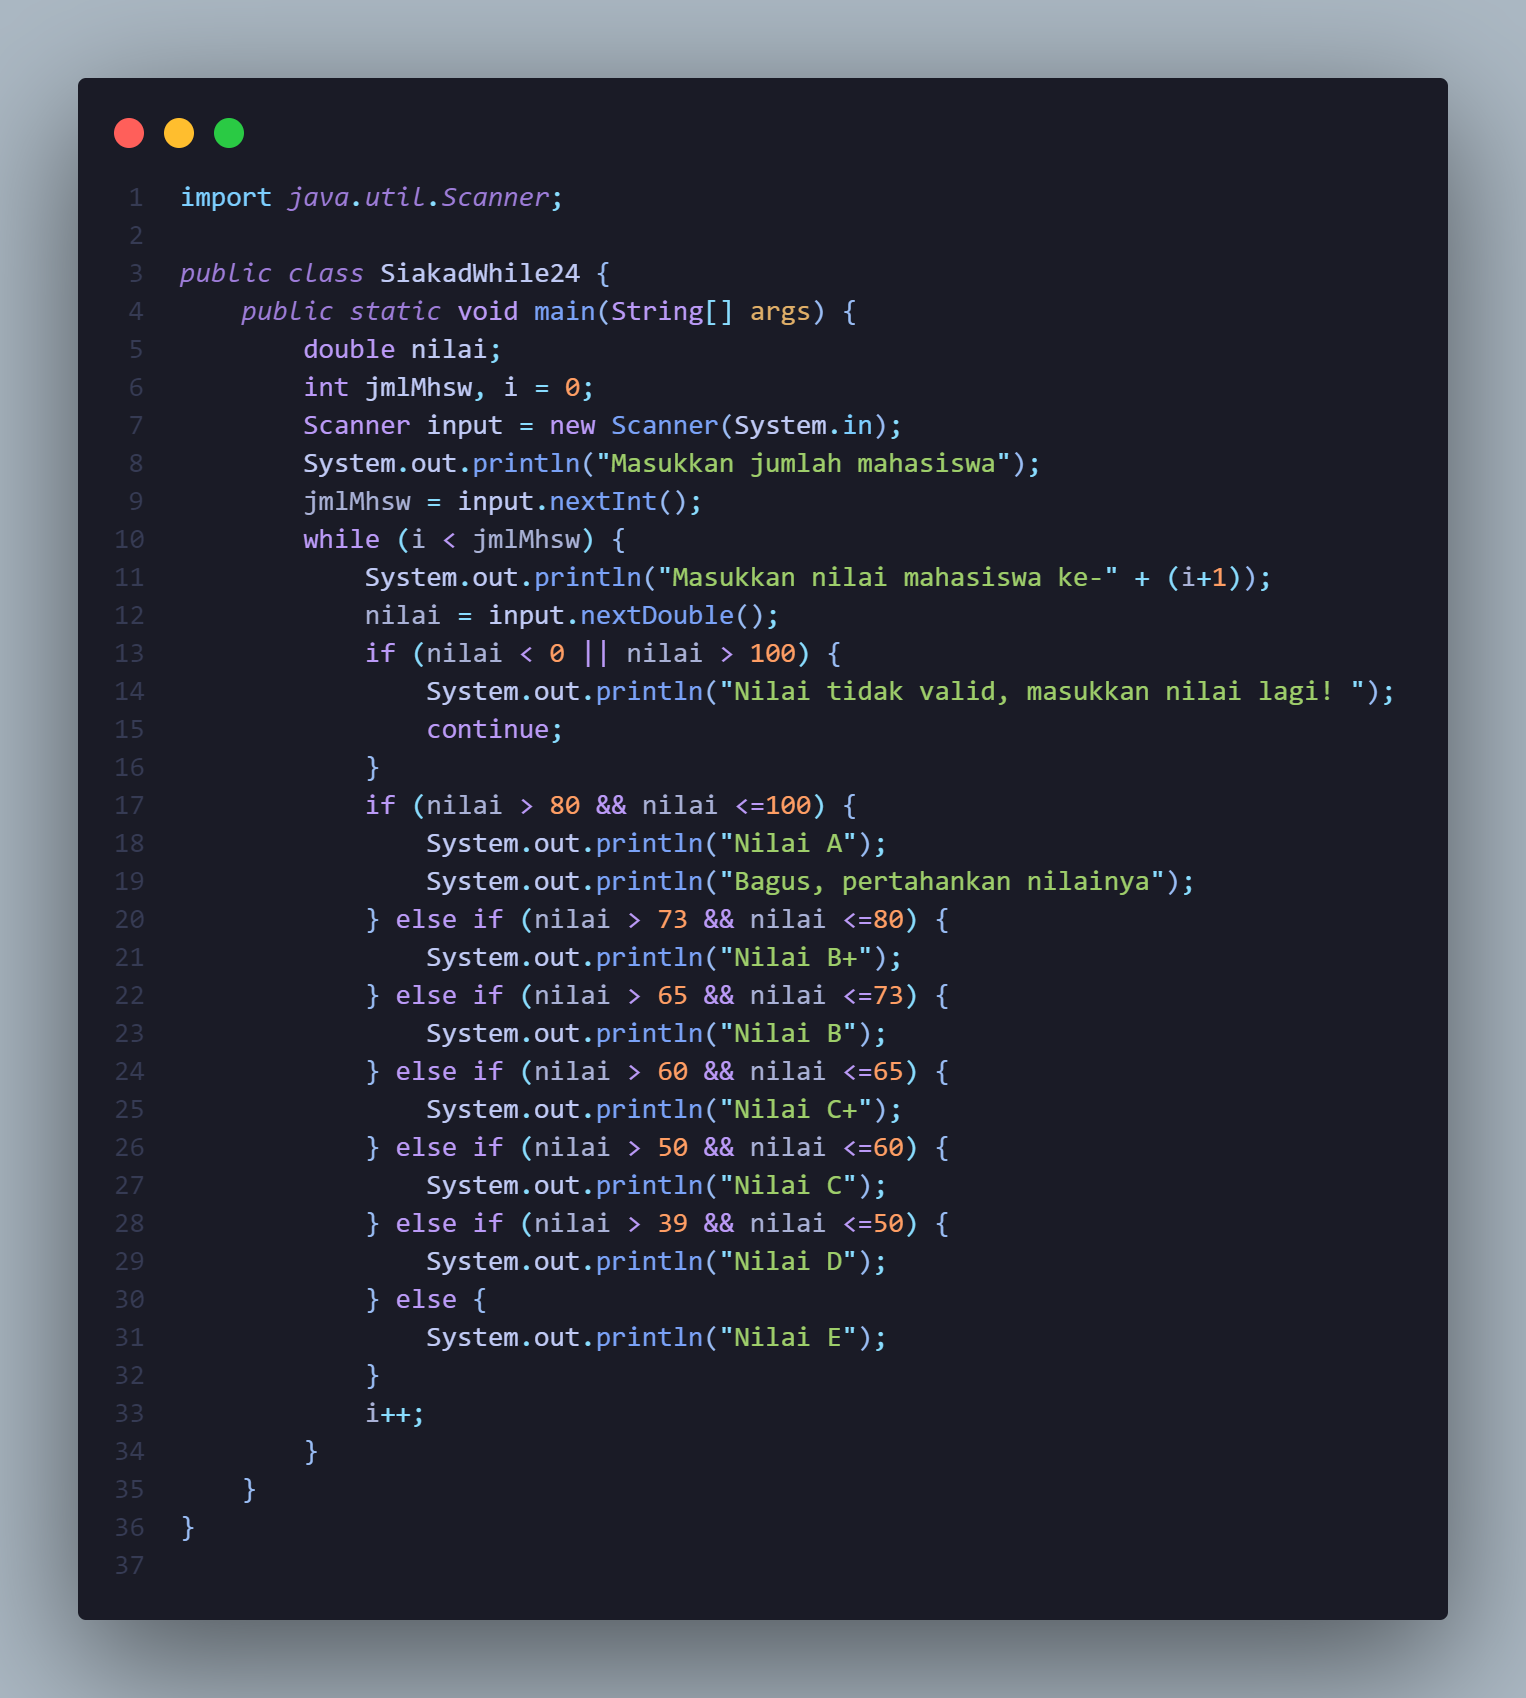 1 import java.util.Scanner;
2
3 public class SiakadWhile24 {
4     public static void main(String[] args) {
5         double nilai;
6         int jmlMhsw, i = 0;
7         Scanner input = new Scanner(System.in);
8         System.out.println("Masukkan jumlah mahasiswa");
9         jmlMhsw = input.nextInt();
10         while (i < jmlMhsw) {
11             System.out.println("Masukkan nilai mahasiswa ke-" + (i+1));
12             nilai = input.nextDouble();
13             if (nilai < 0 || nilai > 100) {
14                 System.out.println("Nilai tidak valid, masukkan nilai lagi! ");
15                 continue;
16             }
17             if (nilai > 80 && nilai <=100) {
18                 System.out.println("Nilai A");
19                 System.out.println("Bagus, pertahankan nilainya");
20             } else if (nilai > 73 && nilai <=80) {
21                 System.out.println("Nilai B+");
22             } else if (nilai > 65 && nilai <=73) {
23                 System.out.println("Nilai B");
24             } else if (nilai > 60 && nilai <=65) {
25                 System.out.println("Nilai C+");
26             } else if (nilai > 50 && nilai <=60) {
27                 System.out.println("Nilai C");
28             } else if (nilai > 39 && nilai <=50) {
29                 System.out.println("Nilai D");
30             } else {
31                 System.out.println("Nilai E");
32             }
33             i++;
34         }
35     }
36 }
37